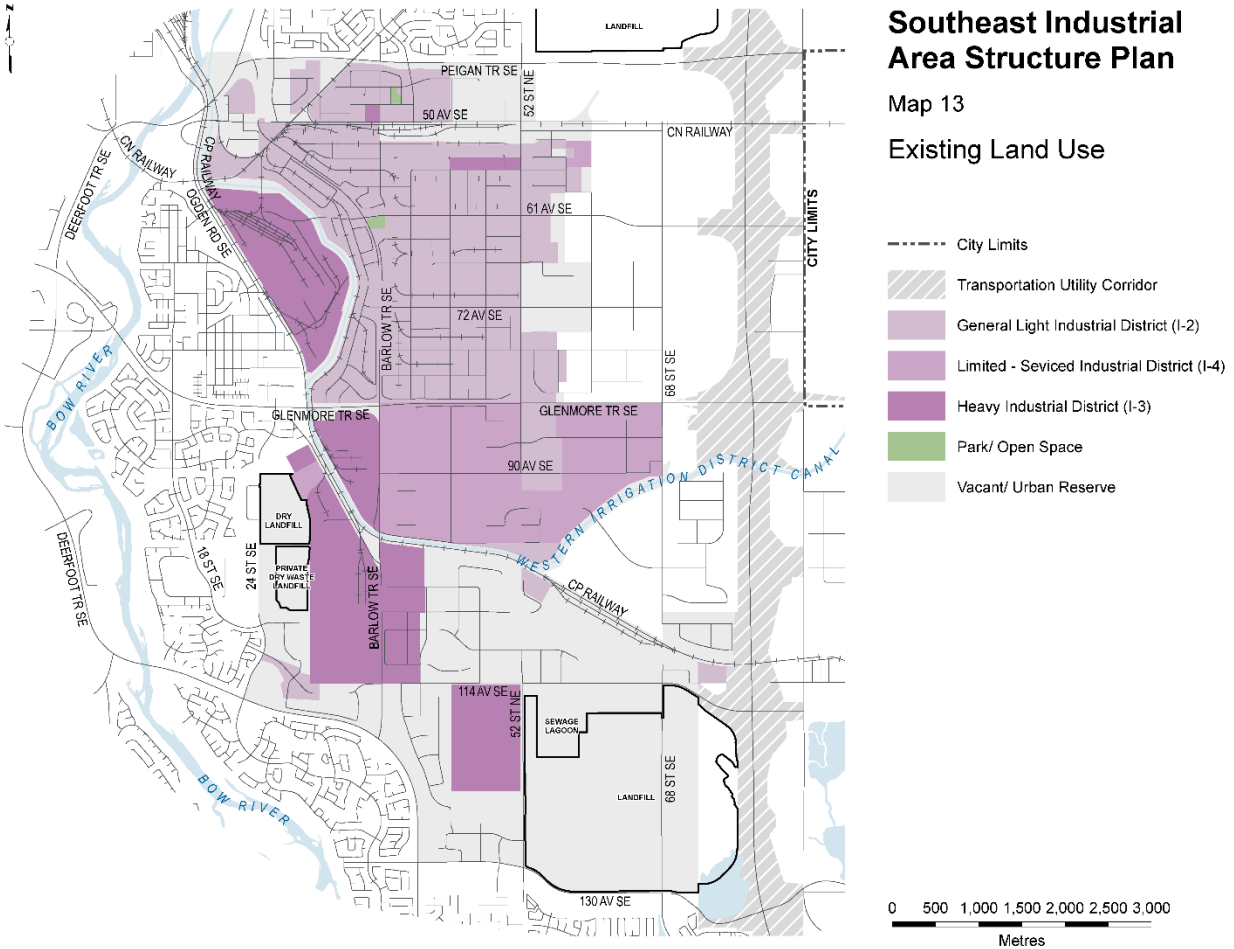 N
LANDFILL
Southeast Industrial
Area Structure Plan
Map 13
Existing Land Use
PEIGAN TR SE
52 ST NE
50 AV SE
CN RAILWAY
CN RAILWAY
CP RAILWAY
DEERFOOT TR SE
OGDEN RD SE
61 AV SE
CITY LIMITS
City Limits
Transportation Utility Corridor
General Light Industrial District (I-2)
Limited - Seviced Industrial District (I-4)
Heavy Industrial District (I-3)
Park/ Open Space
Vacant/ Urban Reserve
BARLOW TR SE
72 AV SE
68 ST SE
BOW RIVER
GLENMORE TR SE
GLENMORE TR SE
90 AV SE
WESTERN IRRIGATION DISTRICT CANAL
DRY
LANDFILL
PRIVATE
DRY WASTE
LANDFILL
24 ST SE
18 ST SE
DEERFOOT TR SE
BARLOW TR SE
CP RAILWAY
114 AV SE
52 ST NE
SEWAGE
LAGOON
LANDFILL
68 ST SE
BOW RIVER
130 AV SE
0 500 1,000 1,500 2,000 2,500 3,000
Metres